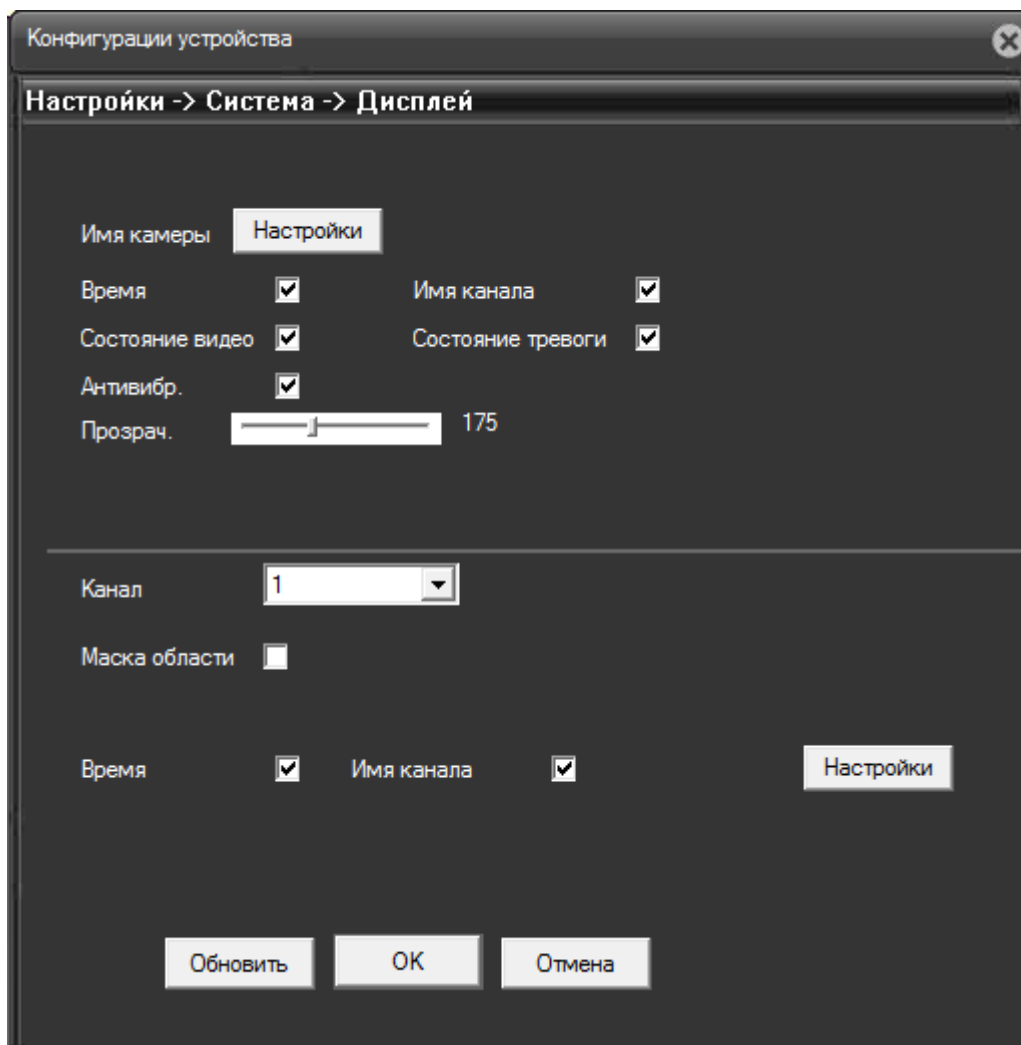 Конфигурации устройства
Настройки -> Система -> Дисплей
Имя камеры Настройки
Время Имя канала
Состояние видео Состояние тревоги
Антивибр.
Прозрач. 175
Канал 1
Маска области
Время Имя канала Настройки
Обновить OK Отмена